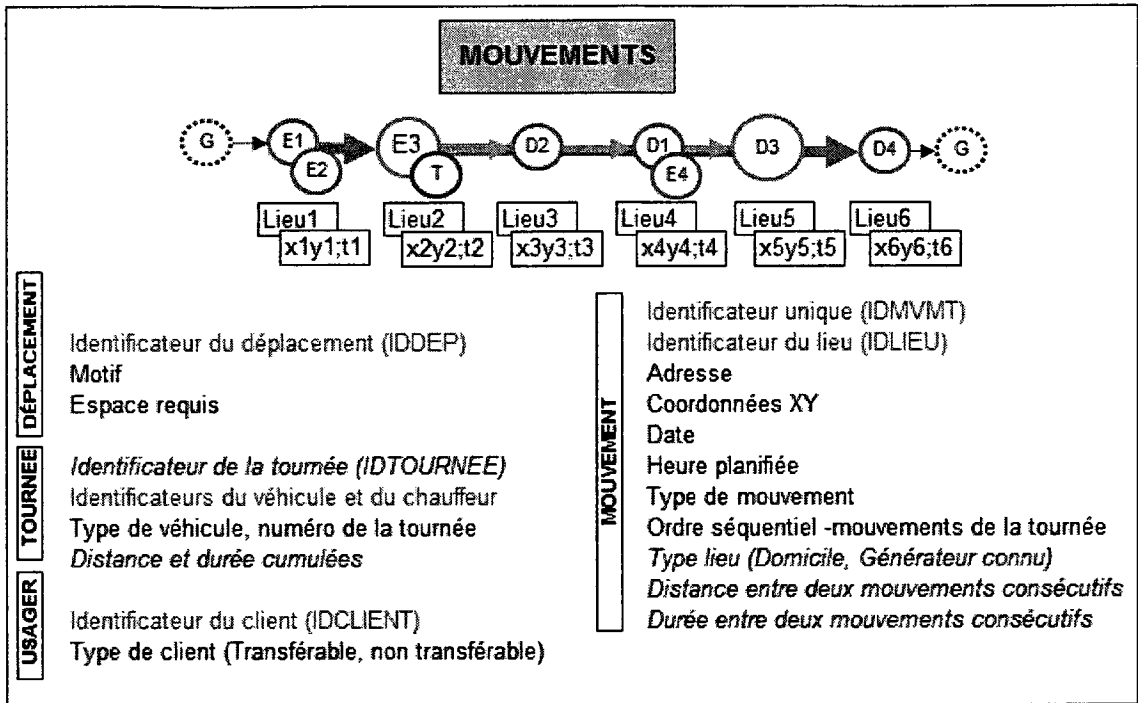 MOUVEMENTS
G E1 E2 E3 T D2 D1 E4 D3 D4 G
Lieu1 Lieu2 Lieu3 Lieu4 Lieu5 Lieu6
x1y1;t1 x2y2;t2 x3y3;t3 x4y4;t4 x5y5;t5 x6y6;t6
DÉPLACEMENT
Identificateur du déplacement (IDDEP)
Motif
Espace requis
TOURNEE
Identificateur de la tournée (IDTOURNEE)
Identificateurs du véhicule et du chauffeur
Type de véhicule, numéro de la tournée
Distance et durée cumulées
USAGER
Identificateur du client (IDCLIENT)
Type de client (Transférable, non transférable)
MOUVEMENT
Identificateur unique (IDMVMT)
Identificateur du lieu (IDLIEU)
Adresse
Coordonnées XY
Date
Heure planifiée
Type de mouvement
Ordre séquentiel -mouvements de la tournée
Type lieu (Domicile, Générateur connu)
Distance entre deux mouvements consécutifs
Durée entre deux mouvements consécutifs